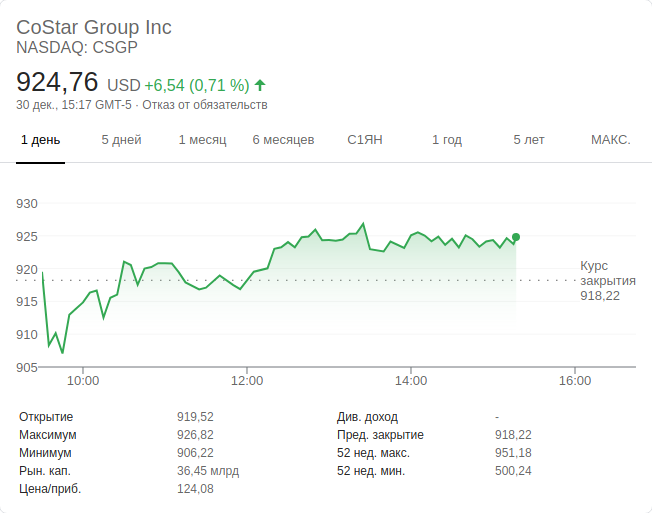 CoStar Group Inc
NASDAQ: CSGP
924,76 USD +6,54 (0,71 %)
30 дек., 15:17 GMT-5 · Отказ от обязательств
1 день 5 дней 1 месяц 6 месяцев С1ЯН 1 год 5 лет МАКС.
930
925
920
915
910
905
Курс
закрытия
918,22
10:00 12:00 14:00 16:00
Открытие 919,52
Максимум 926,82
Минимум 906,22
Рын. кап. 36,45 млрд
Цена/приб. 124,08
Див. доход -
Пред. закрытие 918,22
52 нед. макс. 951,18
52 нед. мин. 500,24